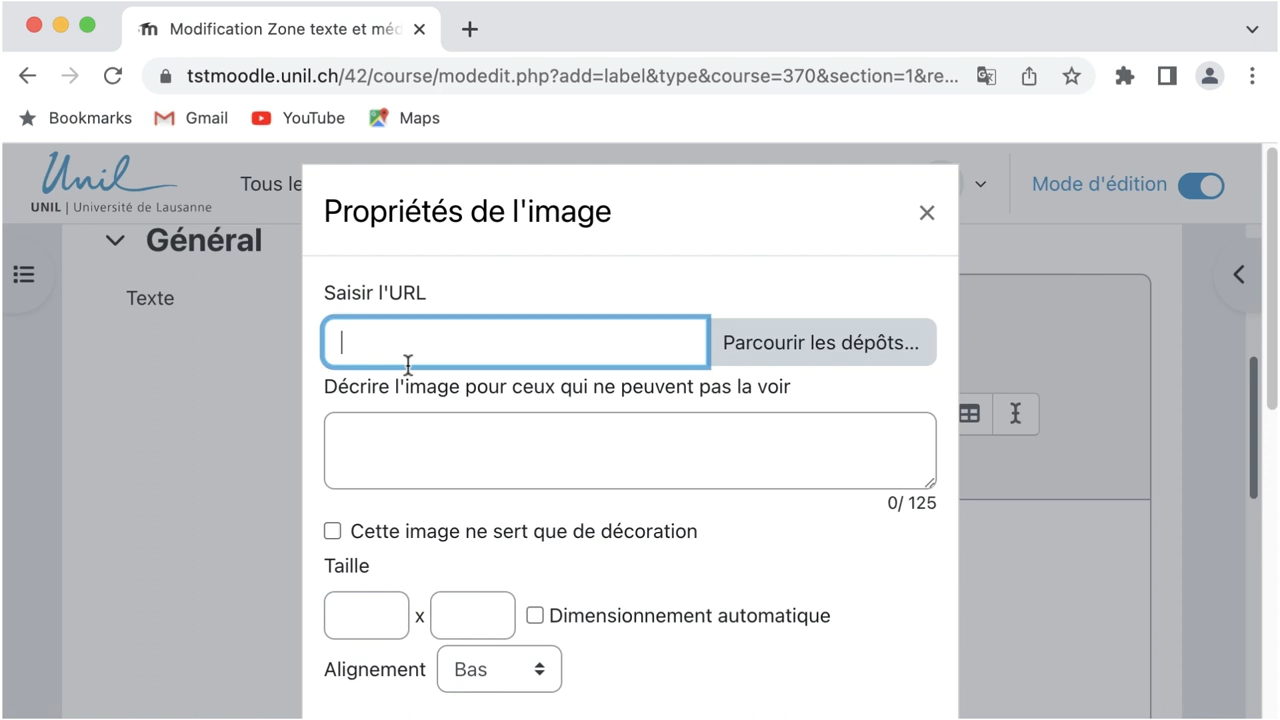 Modification Zone texte et méd
tstmoodle.unil.ch/42/course/modedit.php?add=label&type&course=370&section=1&re...
Bookmarks
Gmail
YouTube
Maps
Unil
UNIL | Université de Lausanne
Tous le
Mode d'édition
Propriétés de l'image
Général
Texte
Saisir l'URL
Parcourir les dépôts...
Décrire l'image pour ceux qui ne peuvent pas la voir
0/ 125
Cette image ne sert que de décoration
Taille
x
Dimensionnement automatique
Alignement
Bas